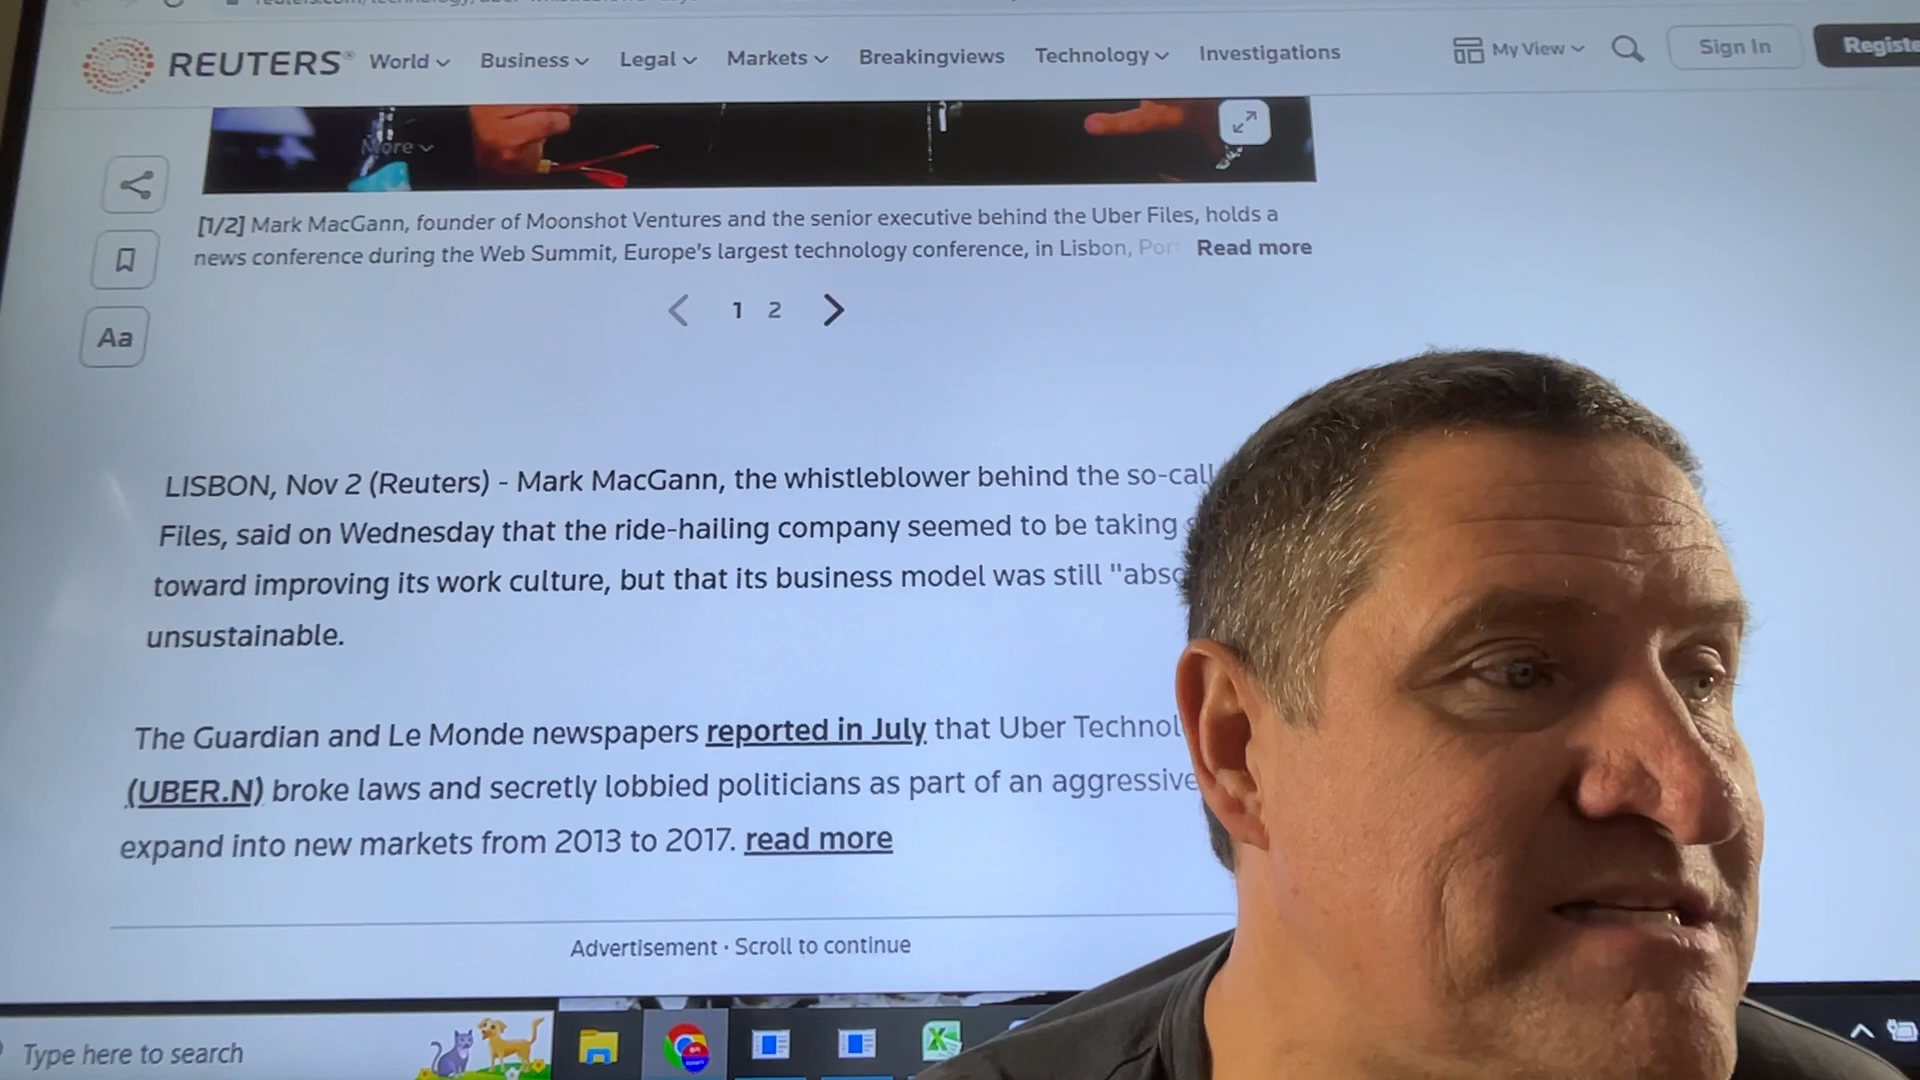 REUTERS® World Business Legal Markets Breakingviews Technology Investigations My View Sign In
More
[1/2] Mark MacGann, founder of Moonshot Ventures and the senior executive behind the Uber Files, holds a
news conference during the Web Summit, Europe's largest technology conference, in Lisbon, Read more
1 2
Aa
LISBON, Nov 2 (Reuters) - Mark MacGann, the whistleblower behind the
Files, said on Wednesday that the ride-hailing company seemed to be taking
toward improving its work culture, but that its business model was still
unsustainable.
The Guardian and Le Monde newspapers reported in July that Uber
(UBER.N) broke laws and secretly lobbied politicians as part of an aggressive
expand into new markets from 2013 to 2017. read more
Advertisement · Scroll to continue
Type here to search